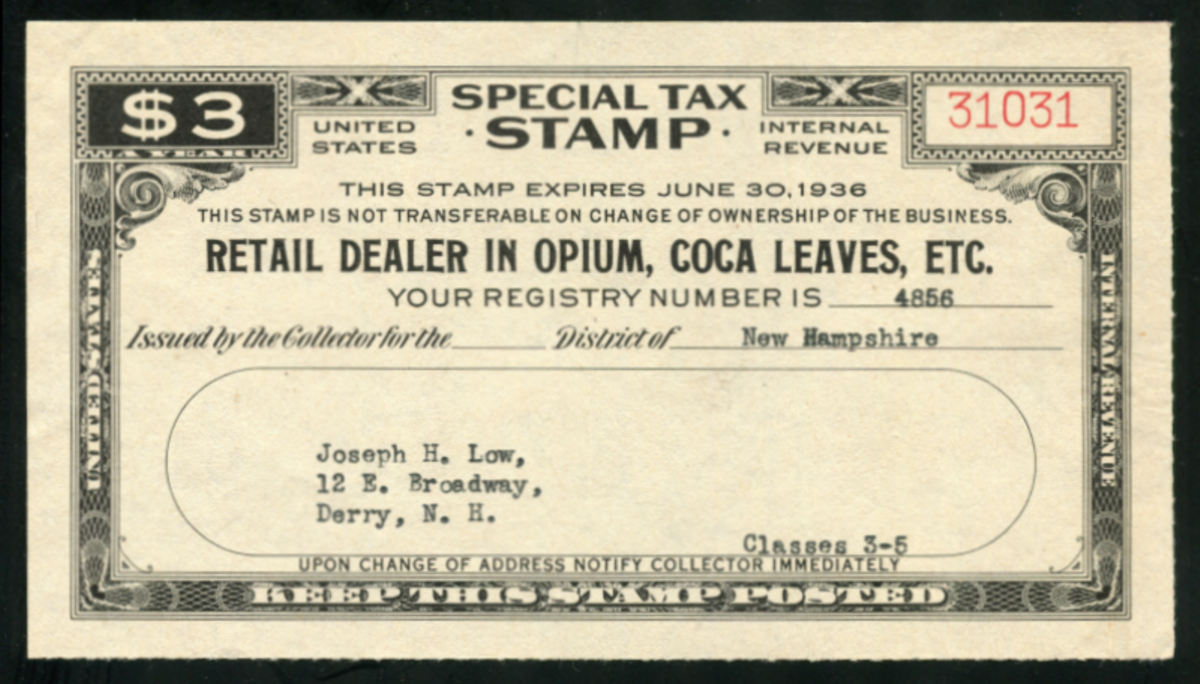 $3
A YEAR
UNITED STATES
SPECIAL TAX
· STAMP ·
INTERNAL REVENUE
31031
THIS STAMP EXPIRES JUNE 30, 1936
THIS STAMP IS NOT TRANSFERABLE ON CHANGE OF OWNERSHIP OF THE BUSINESS.
RETAIL DEALER IN OPIUM, COCA LEAVES, ETC.
YOUR REGISTRY NUMBER IS 4856
Issued by the Collector for the District of New Hampshire
Joseph H. Low,
12 E. Broadway,
Derry, N. H.
Classes 3-5
UPON CHANGE OF ADDRESS NOTIFY COLLECTOR IMMEDIATELY
UNITED STATES
INTERNAL REVENUE
KEEP THIS STAMP POSTED